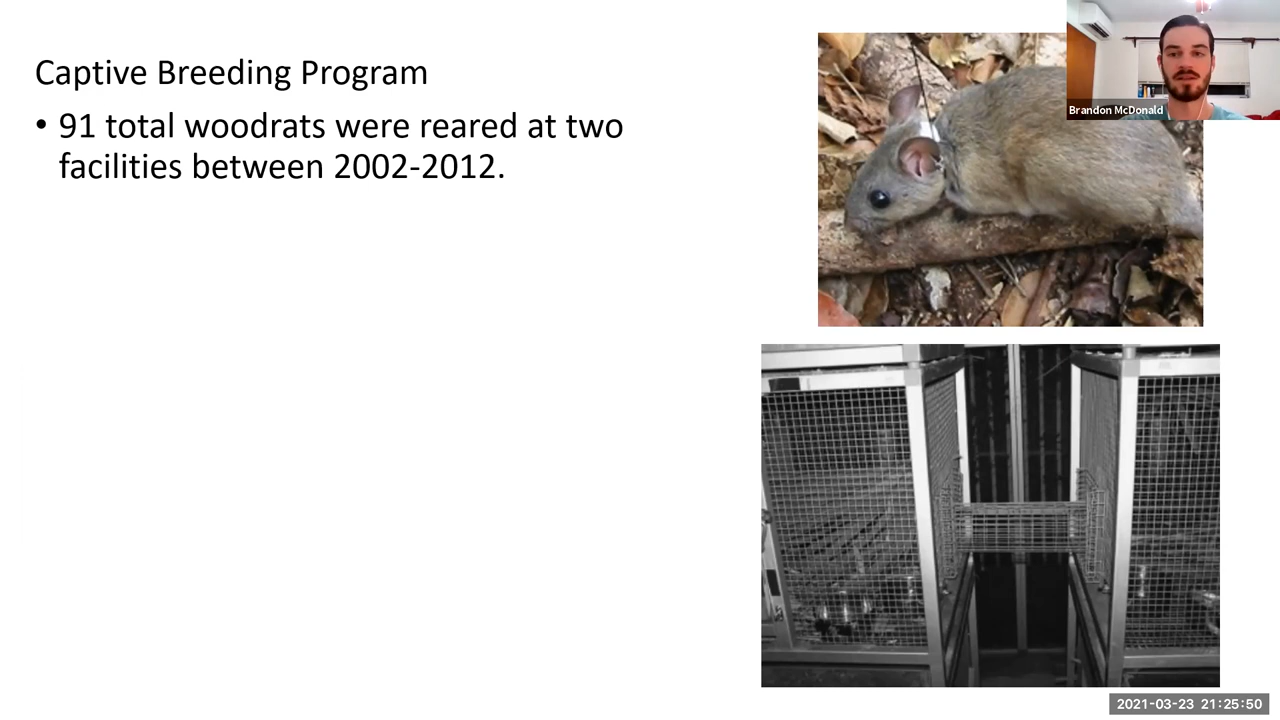 Captive Breeding Program
• 91 total woodrats were reared at two
facilities between 2002-2012.
Brandon McDonald
2021-03-23 21:25:50